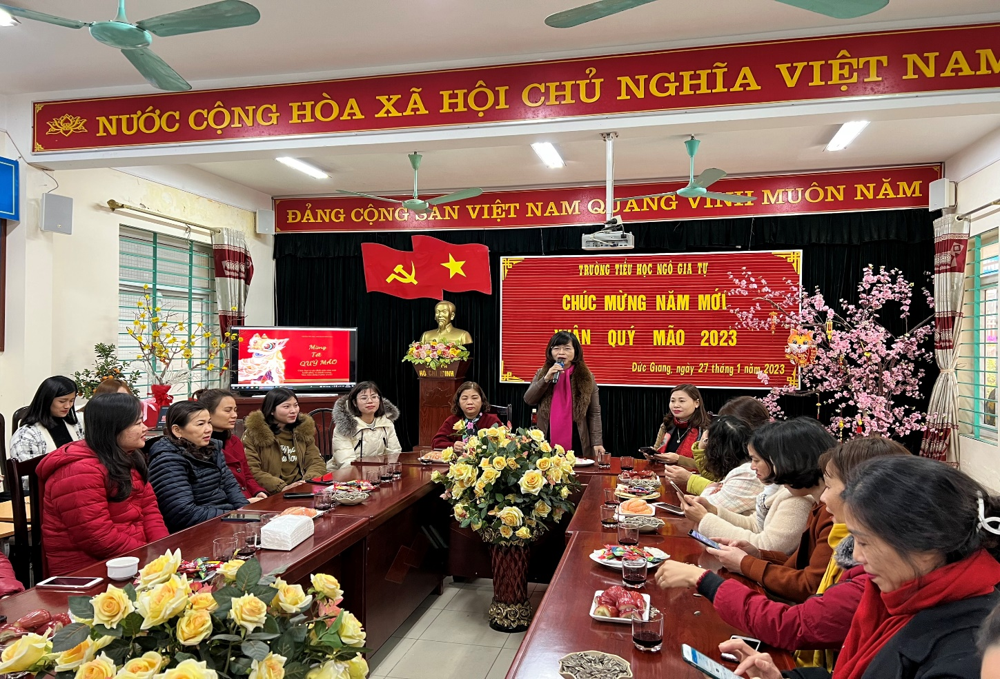 NƯỚC CỘNG HÒA XÃ HỘI CHỦ NGHĨA VIỆT NAM
ĐẢNG CỘNG SẢN VIỆT NAM QUANG VINH MUÔN NĂM
TRƯỜNG TIỂU HỌC NGÔ GIA TỰ
CHÚC MỪNG NĂM MỚI
XUÂN QUÝ MÃO 2023
Đức Giang, ngày 27 tháng 1 năm 2023
Mừng
Tết
QUÝ MÃO
HỒ CHÍ MINH